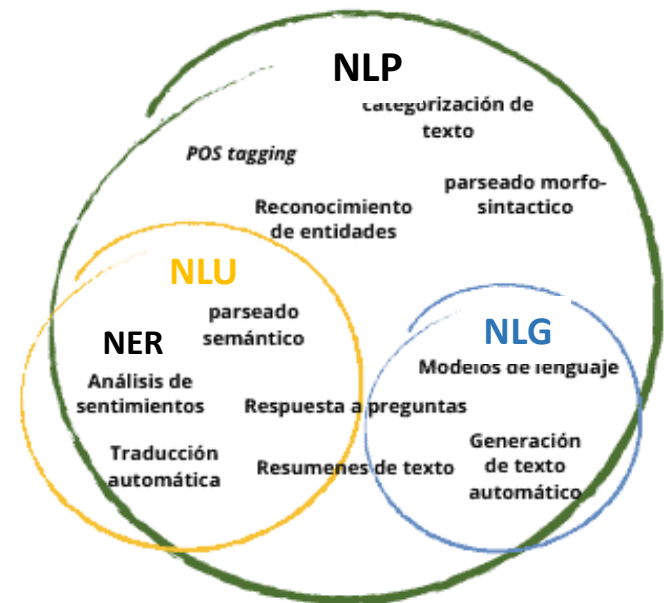 NLP
categorización de
texto
POS tagging
parseado morfo-
sintactico
Reconocimiento
de entidades
NLU
parseado
semántico
NER
NLG
Modelos de lenguaje
Análisis de
sentimientos
Respuesta a preguntas
Traducción
automática
Resumenes de texto
Generación
de texto
automático